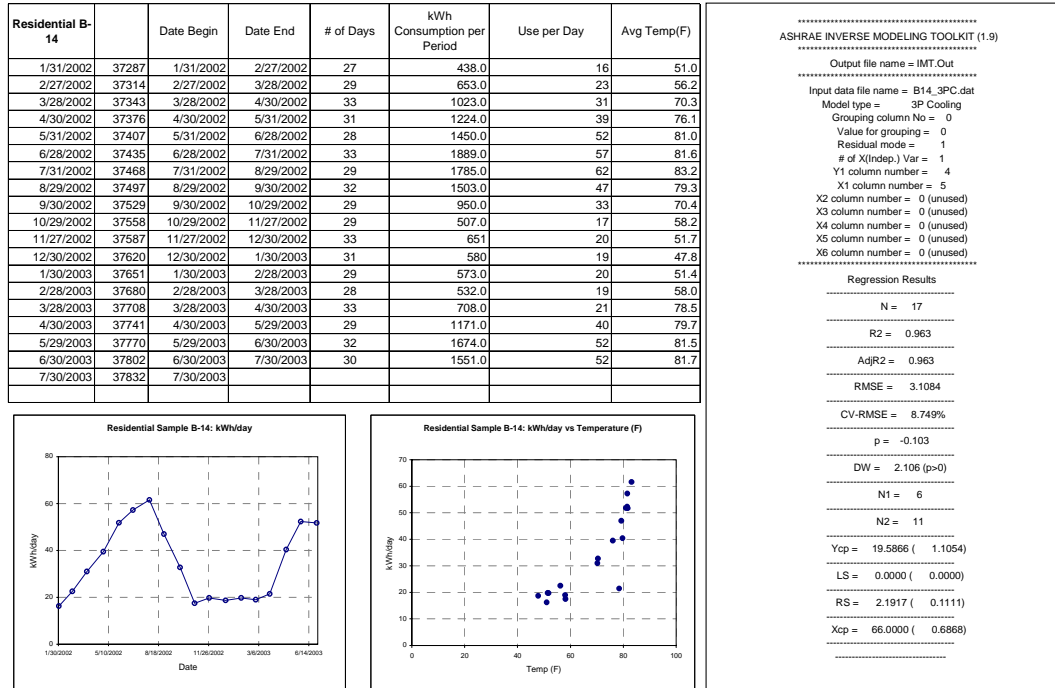 Residential B-14 Date Begin Date End # of Days kWh Consumption per Period Use per Day Avg Temp(F)
1/31/2002 37287 1/31/2002 2/27/2002 27 438.0 16 51.0
2/27/2002 37314 2/27/2002 3/28/2002 29 653.0 23 56.2
3/28/2002 37343 3/28/2002 4/30/2002 33 1023.0 31 70.3
4/30/2002 37376 4/30/2002 5/31/2002 31 1224.0 39 76.1
5/31/2002 37407 5/31/2002 6/28/2002 28 1450.0 52 81.0
6/28/2002 37435 6/28/2002 7/31/2002 33 1889.0 57 81.6
7/31/2002 37468 7/31/2002 8/29/2002 29 1785.0 62 83.2
8/29/2002 37497 8/29/2002 9/30/2002 32 1503.0 47 79.3
9/30/2002 37529 9/30/2002 10/29/2002 29 950.0 33 70.4
10/29/2002 37558 10/29/2002 11/27/2002 29 507.0 17 58.2
11/27/2002 37587 11/27/2002 12/30/2002 33 651 20 51.7
12/30/2002 37620 12/30/2002 1/30/2003 31 580 19 47.8
1/30/2003 37651 1/30/2003 2/28/2003 29 573.0 20 51.4
2/28/2003 37680 2/28/2003 3/28/2003 28 532.0 19 58.0
3/28/2003 37708 3/28/2003 4/30/2003 33 708.0 21 78.5
4/30/2003 37741 4/30/2003 5/29/2003 29 1171.0 40 79.7
5/29/2003 37770 5/29/2003 6/30/2003 32 1674.0 52 81.5
6/30/2003 37802 6/30/2003 7/30/2003 30 1551.0 52 81.7
7/30/2003 37832 7/30/2003
Residential Sample B-14: kWh/day
80
60
40
20
0
kWh/day
1/30/2002 5/10/2002 8/18/2002 11/26/2002 3/6/2003 6/14/2003
Date
Residential Sample B-14: kWh/day vs Temperature (F)
70
60
50
40
30
20
10
0
kWh/day
0 20 40 60 80 100
Temp (F)
********************************************
ASHRAE INVERSE MODELING TOOLKIT (1.9)
********************************************
Output file name = IMT.Out
********************************************
Input data file name = B14_3PC.dat
Model type = 3P Cooling
Grouping column No = 0
Value for grouping = 0
Residual mode = 1
# of X(Indep.) Var = 1
Y1 column number = 4
X1 column number = 5
X2 column number = 0 (unused)
X3 column number = 0 (unused)
X4 column number = 0 (unused)
X5 column number = 0 (unused)
X6 column number = 0 (unused)
********************************************
Regression Results
--------------------------------------
N = 17
--------------------------------------
R2 = 0.963
--------------------------------------
AdjR2 = 0.963
--------------------------------------
RMSE = 3.1084
--------------------------------------
CV-RMSE = 8.749%
--------------------------------------
p = -0.103
--------------------------------------
DW = 2.106 (p>0)
--------------------------------------
N1 = 6
--------------------------------------
N2 = 11
--------------------------------------
Ycp = 19.5866 ( 1.1054)
--------------------------------------
LS = 0.0000 ( 0.0000)
--------------------------------------
RS = 2.1917 ( 0.1111)
--------------------------------------
Xcp = 66.0000 ( 0.6868)
--------------------------------------
---------------------------------